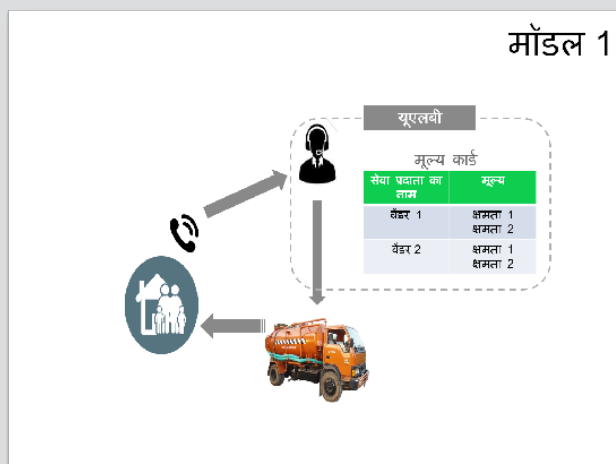 मॉडल 1
यूएलबी
मूल्य कार्ड
सेवा प्रदाता का नाम
मूल्य
वेंडर 1
क्षमता 1
क्षमता 2
वेंडर 2
क्षमता 1
क्षमता 2